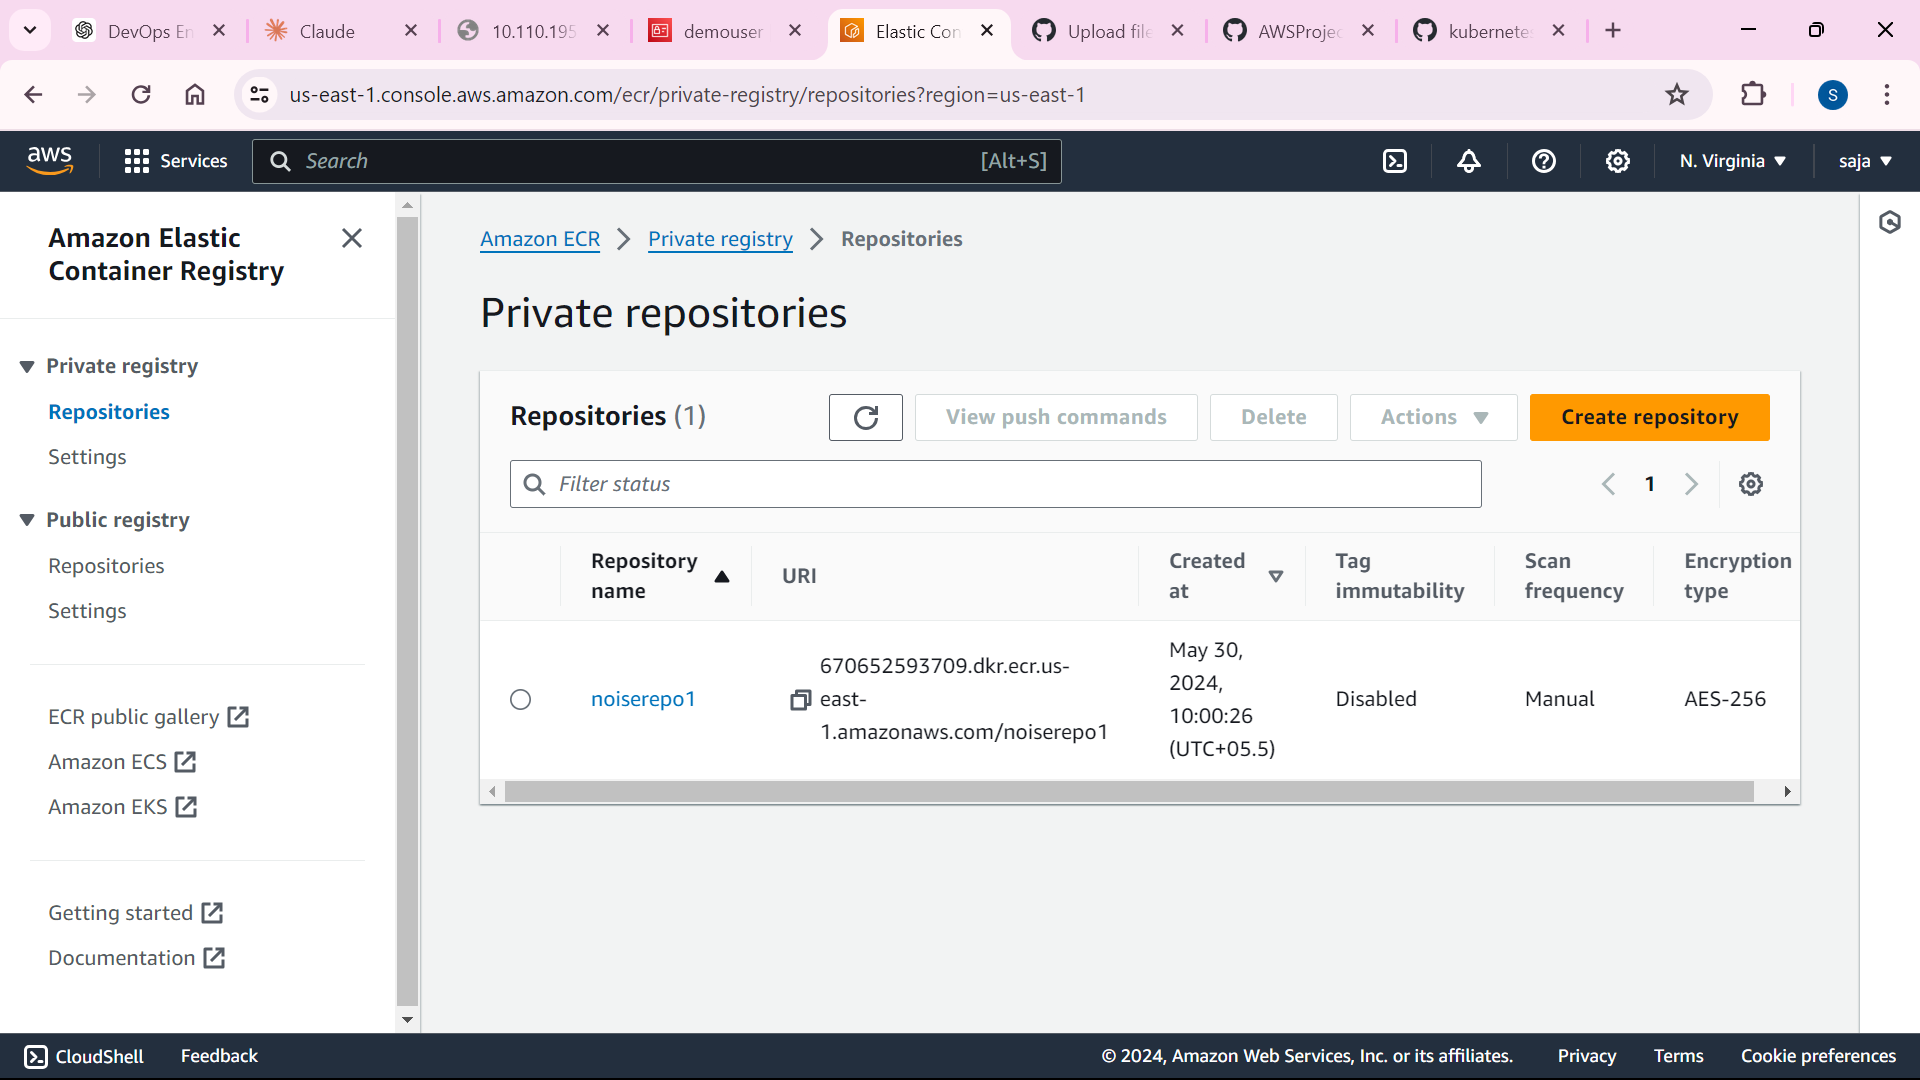 DevOps En
Claude
10.110.195
demouser
Elastic Con
Upload file
AWSProjec
kubernete
us-east-1.console.aws.amazon.com/ecr/private-registry/repositories?region=us-east-1
S
aws
Services
Search
[Alt+S]
N. Virginia
saja
Amazon Elastic
Container Registry
Private registry
Repositories
Settings
Public registry
Repositories
Settings
ECR public gallery
Amazon ECS
Amazon EKS
Getting started
Documentation
Amazon ECR
Private registry
Repositories
Private repositories
Repositories (1)
View push commands
Delete
Actions
Create repository
Filter status
1
Repository
name
URI
Created
at
Tag
immutability
Scan
frequency
Encryption
type
noiserepo1
670652593709.dkr.ecr.us-
east-
1.amazonaws.com/noiserepo1
May 30,
2024,
10:00:26
(UTC+05.5)
Disabled
Manual
AES-256
CloudShell
Feedback
© 2024, Amazon Web Services, Inc. or its affiliates.
Privacy
Terms
Cookie preferences